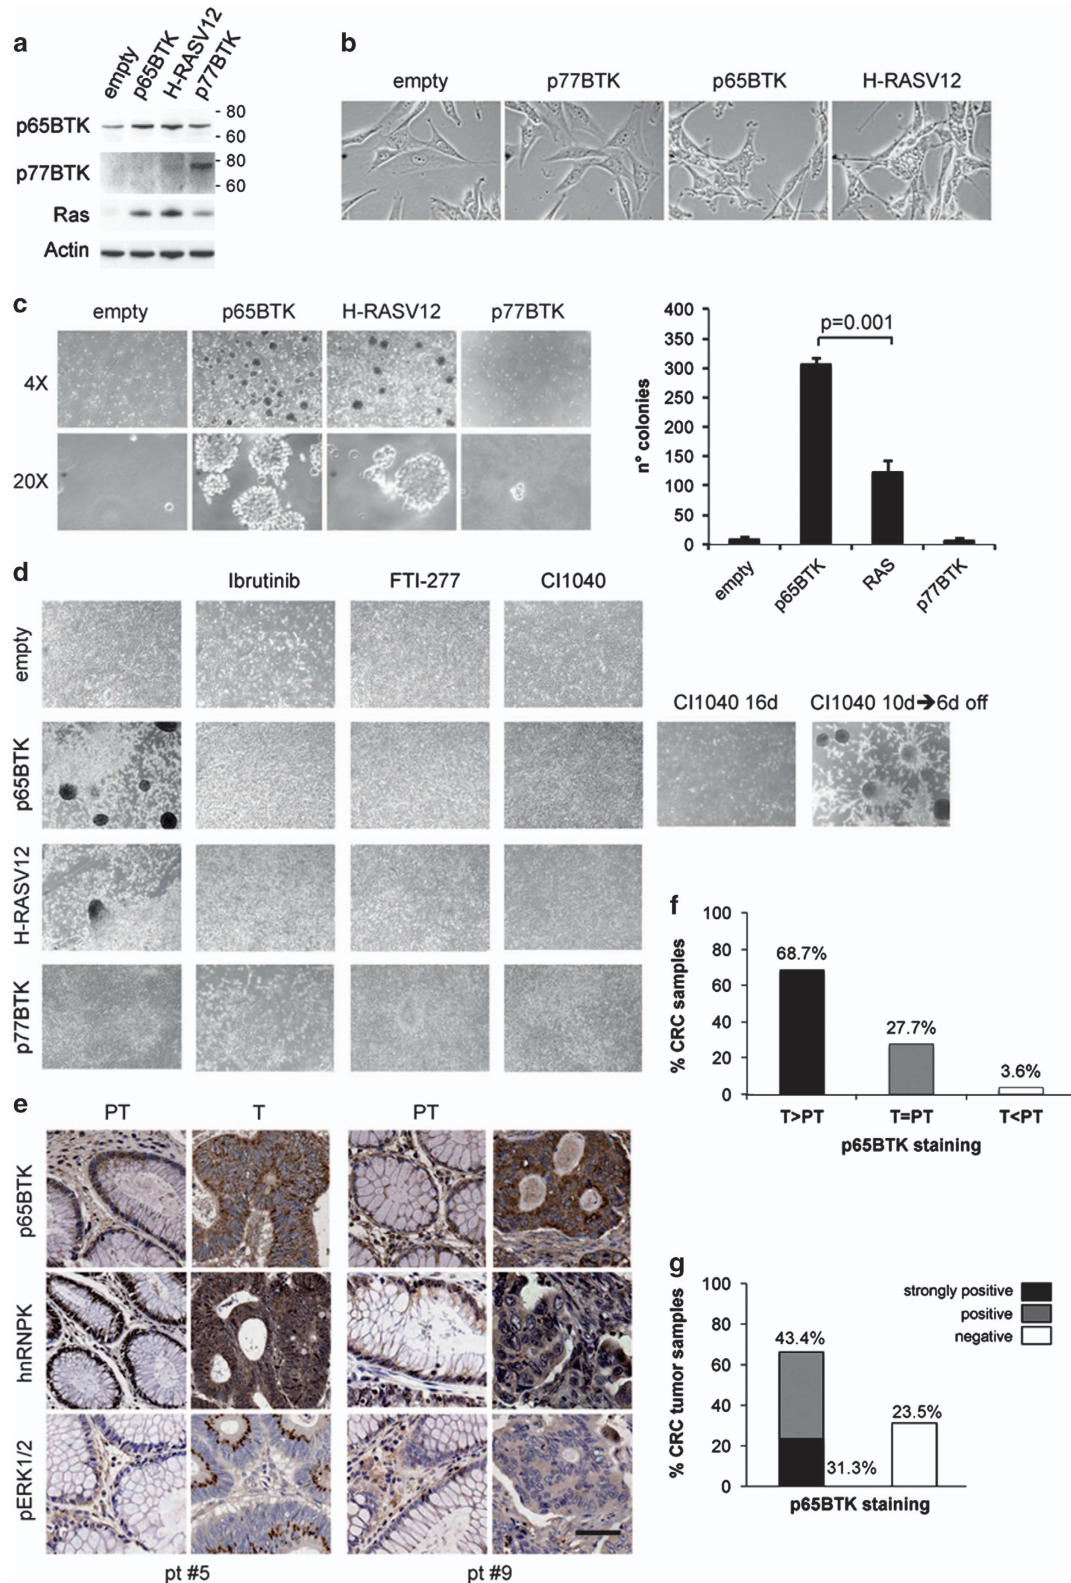 a
empty
p65BTK
H-RASV12
p77BTK
p65BTK
- 80
- 60
p77BTK
- 80
- 60
Ras
Actin
b
empty p77BTK p65BTK H-RASV12
c
empty p65BTK H-RASV12 p77BTK
4X
20X
n° colonies
400
350
300
250
200
150
100
50
0
p=0.001
empty
p65BTK
RAS
p77BTK
d
Ibrutinib FTI-277 CI1040
empty
p65BTK
H-RASV12
p77BTK
CI1040 16d CI1040 10d➔6d off
e
PT T PT
p65BTK
hnRNPK
pERK1/2
pt #5 pt #9
f
% CRC samples
100
80
60
40
20
0
68.7%
27.7%
3.6%
T>PT T=PT T<PT
p65BTK staining
g
% CRC tumor samples
100
80
60
40
20
0
strongly positive
positive
negative
43.4%
31.3%
23.5%
p65BTK staining